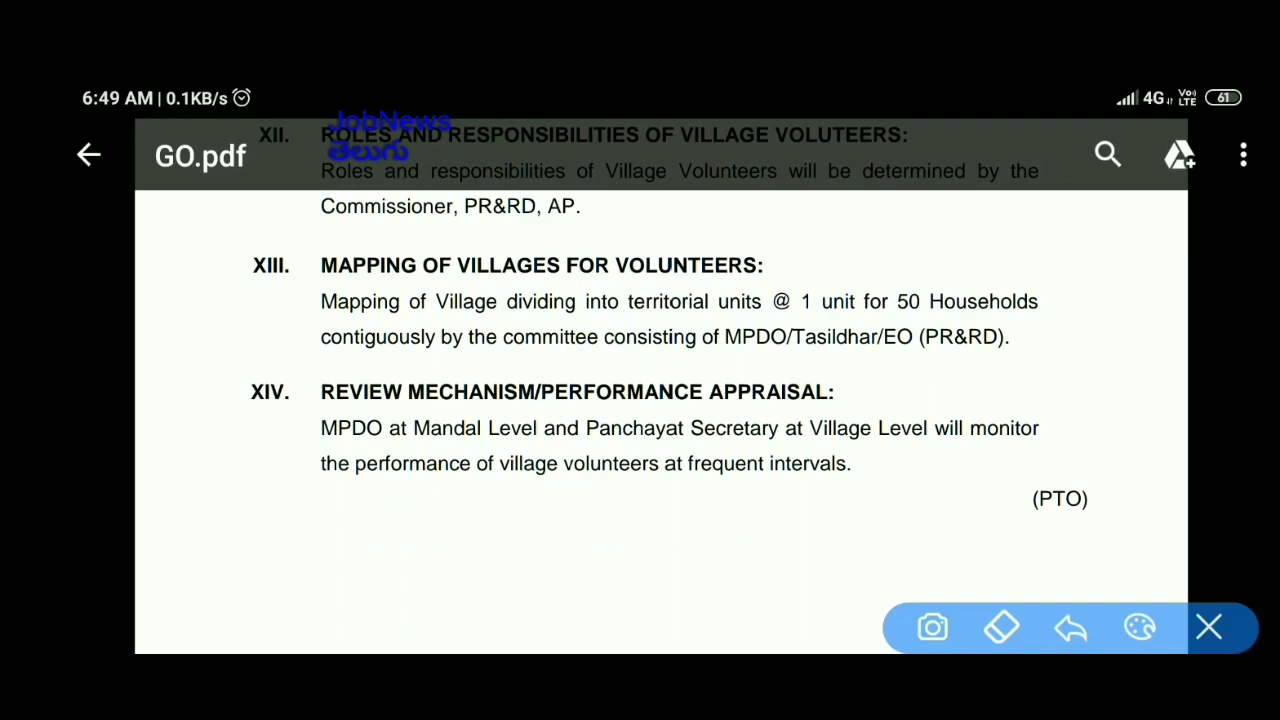 6:49 AM | 0.1KB/s
4G VoLTE 61
JobNews
తెలుగు
GO.pdf
XII. ROLES AND RESPONSIBILITIES OF VILLAGE VOLUTEERS:
Roles and responsibilities of Village Volunteers will be determined by the
Commissioner, PR&RD, AP.
XIII. MAPPING OF VILLAGES FOR VOLUNTEERS:
Mapping of Village dividing into territorial units @ 1 unit for 50 Households
contiguously by the committee consisting of MPDO/Tasildhar/EO (PR&RD).
XIV. REVIEW MECHANISM/PERFORMANCE APPRAISAL:
MPDO at Mandal Level and Panchayat Secretary at Village Level will monitor
the performance of village volunteers at frequent intervals.
(PTO)